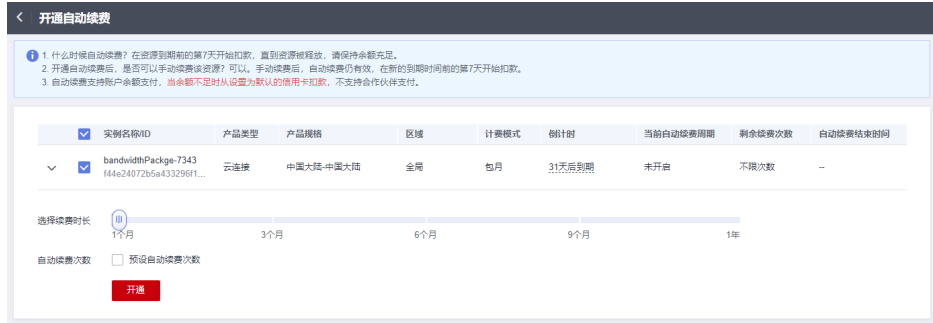 开通自动续费
1. 什么时候自动续费？在资源到期前的第7天开始扣款，直到资源被释放，请保持余额充足。
2. 开通自动续费后，是否可以手动续费该资源？可以。手动续费后，自动续费仍有效，在新的到期时间前的第7天开始扣款。
3. 自动续费支持账户余额支付，当余额不足时从设置为默认的信用卡扣款，不支持合作伙伴支付。
实例名称/ID 产品类型 产品规格 区域 计费模式 倒计时 当前自动续费周期 剩余续费次数 自动续费结束时间
bandwidthPackge-7343 云连接 中国大陆-中国大陆 全局 包月 31天后到期 未开启 不限次数 --
f44e24072b5a433296f1...
选择续费时长
1个月 3个月 6个月 9个月 1年
自动续费次数 预设自动续费次数
开通